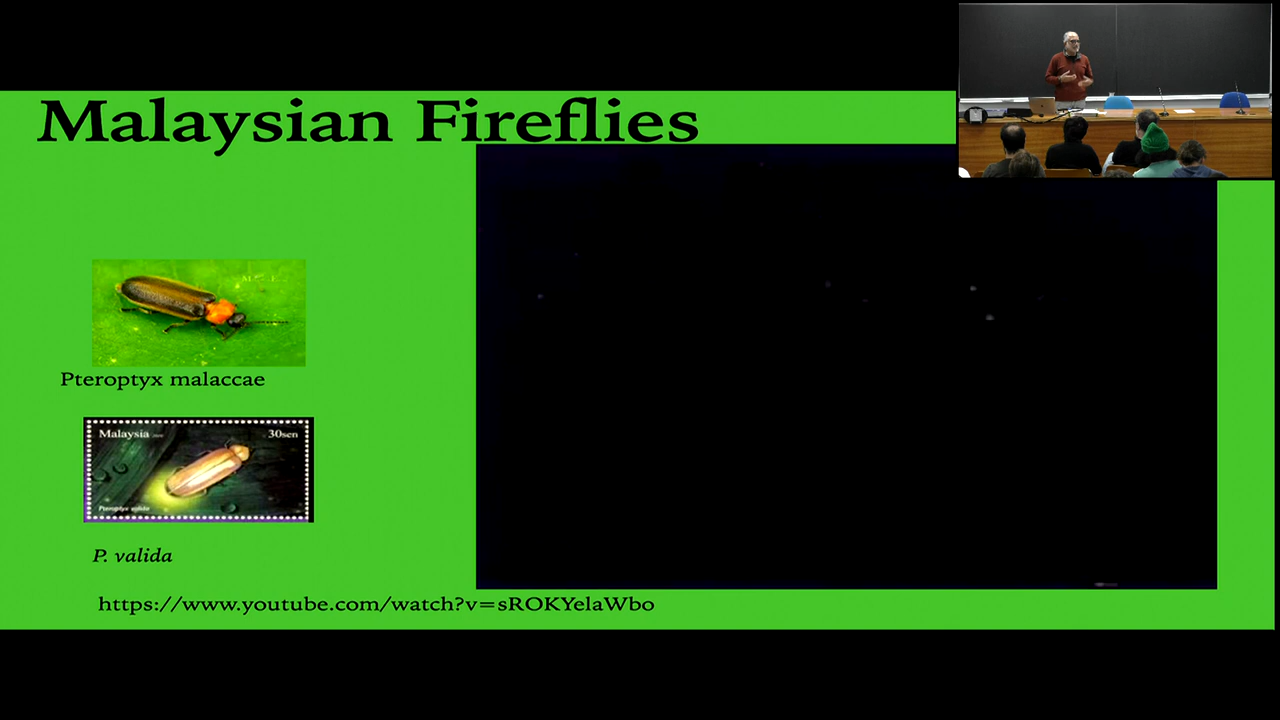 Malaysian Fireflies
Pteroptyx malaccae
Malaysia
30sen
Pteroptyx valida
P. valida
https://www.youtube.com/watch?v=sROKYelaWbo